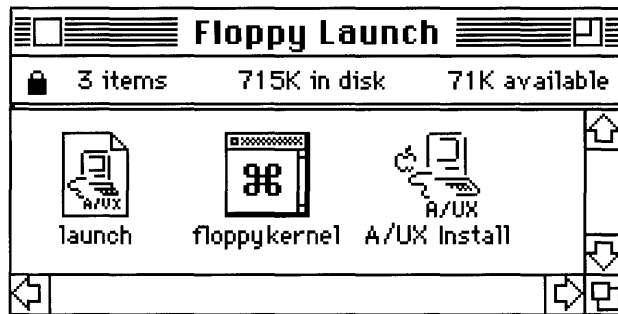 Floppy Launch
3 items 715K in disk 71K available
A/UX A/UX
launch floppykernel A/UX Install